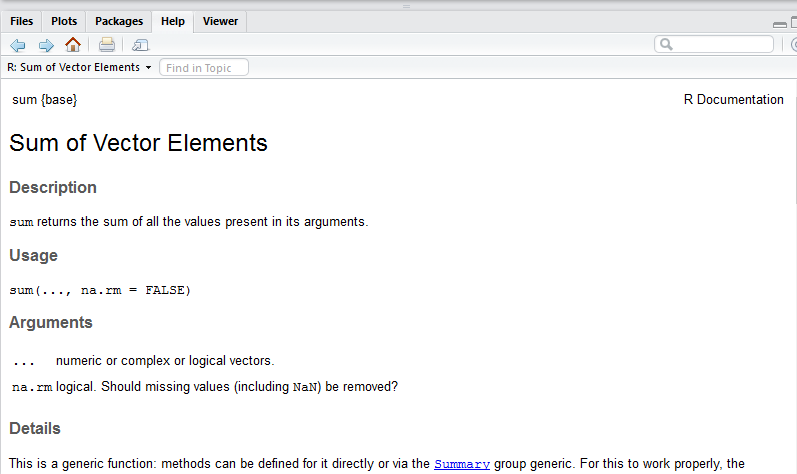 Files Plots Packages Help Viewer
R: Sum of Vector Elements Find in Topic
sum {base} R Documentation
Sum of Vector Elements
Description
sum returns the sum of all the values present in its arguments.
Usage
sum(..., na.rm = FALSE)
Arguments
... numeric or complex or logical vectors.
na.rm logical. Should missing values (including NaN) be removed?
Details
This is a generic function: methods can be defined for it directly or via the Summary group generic. For this to work properly, the